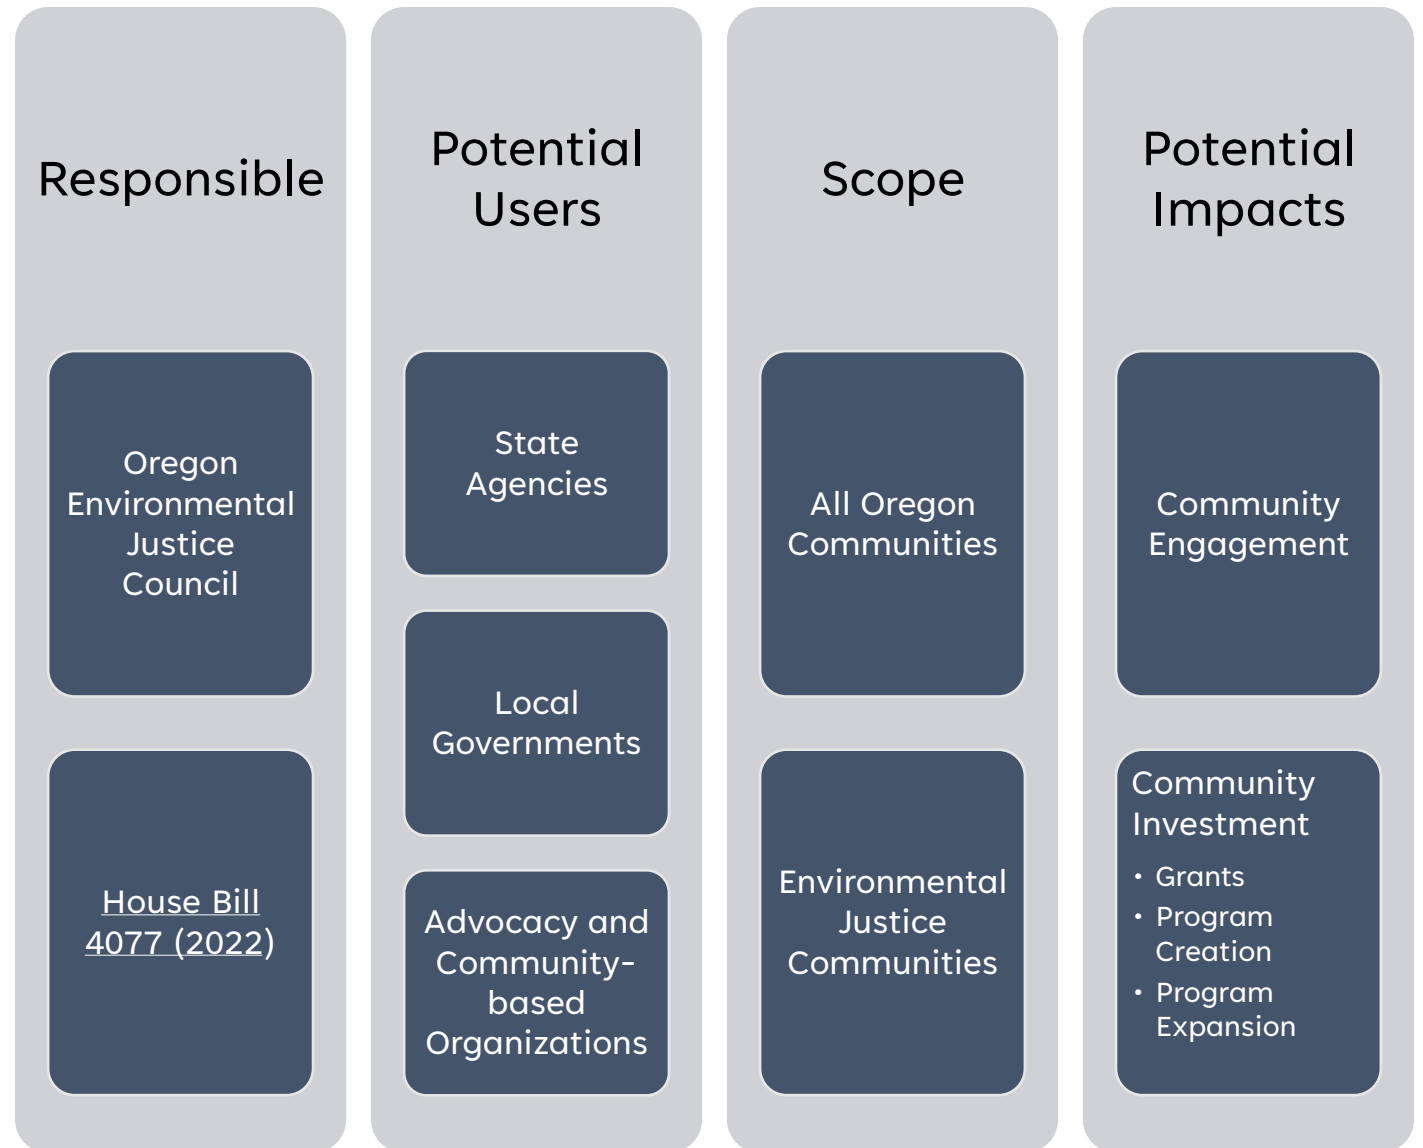 Responsible
Oregon
Environmental
Justice
Council
House Bill
4077 (2022)
Potential
Users
State
Agencies
Local
Governments
Advocacy and
Community-
based
Organizations
Scope
All Oregon
Communities
Environmental
Justice
Communities
Potential
Impacts
Community
Engagement
Community
Investment
• Grants
• Program
Creation
• Program
Expansion